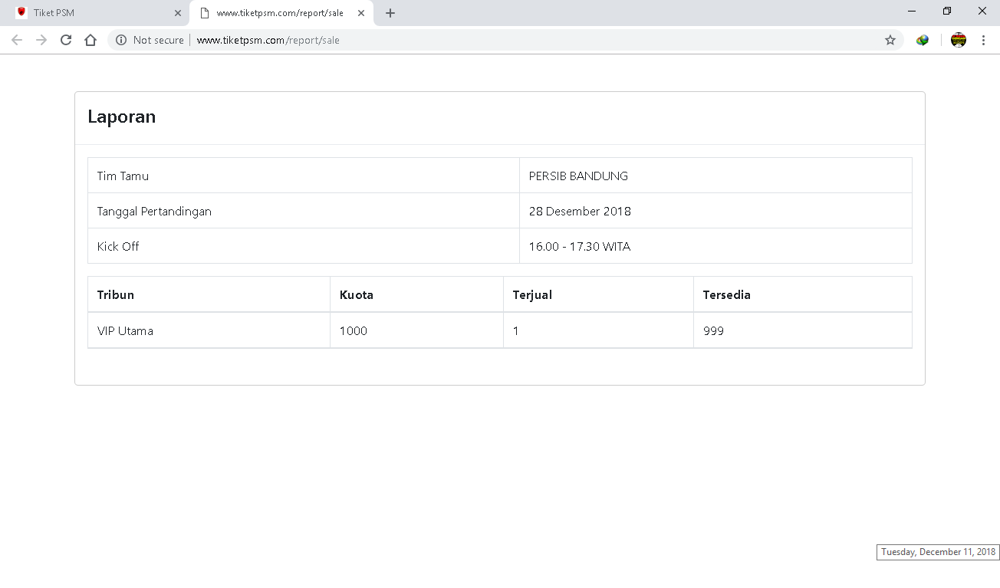 Tiket PSM
www.tiketpsm.com/report/sale
Not secure
www.tiketpsm.com/report/sale
Laporan
Tim Tamu PERSIB BANDUNG
Tanggal Pertandingan 28 Desember 2018
Kick Off 16.00 - 17.30 WITA
Tribun Kuota Terjual Tersedia
VIP Utama 1000 1 999
Tuesday, December 11, 2018